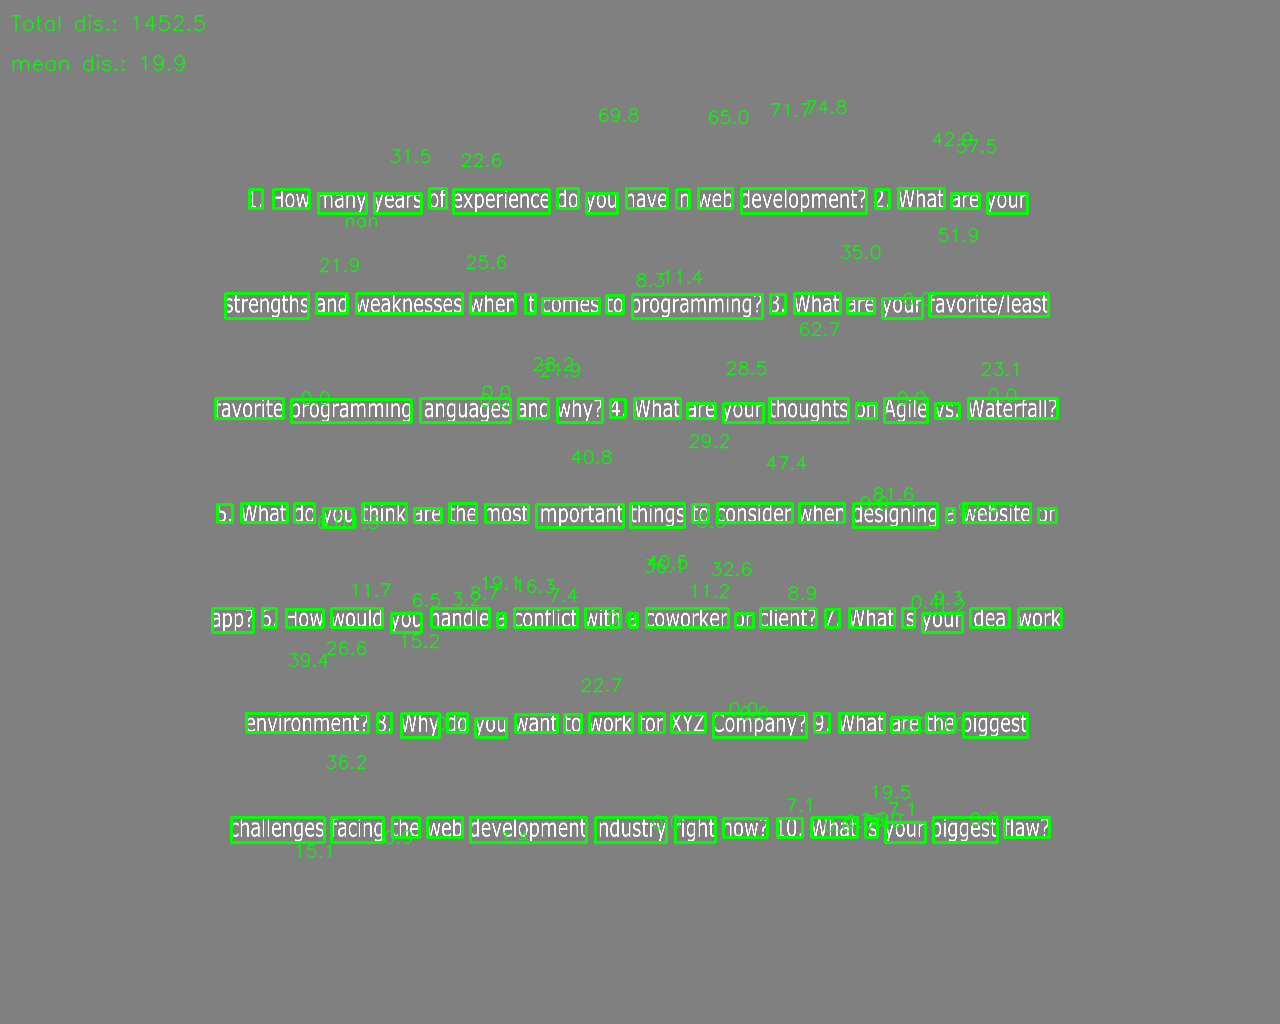 Total dis.: 1452.5
mean dis.: 19.9
69.8 65.0 71.7 74.8
31.5 22.6 42.9 37.5
1. How many years of experience do you have in web development? 2. What are your
nan 51.9
21.9 25.6 8.3 11.4 35.0
strengths and weaknesses when it comes to programming? 3. What are your favorite/least
62.7
28.5 23.1
favorite programming languages and why? 4. What are your thoughts on Agile vs. Waterfall?
29.2
40.8 47.4
81.6
5. What do you think are the most important things to consider when designing a website or
32.6
11.7 6.5 3.2 8.7 19.1 16.3 7.4 11.2 8.9 9.3
app? 6. How would you handle a conflict with a coworker or client? 7. What is your ideal work
15.2
39.4 26.6
22.7
environment? 8. Why do you want to work for XYZ Company? 9. What are the biggest
36.2
7.1 19.5 7.1
challenges facing the web development industry right now? 10. What is your biggest flaw?
15.1